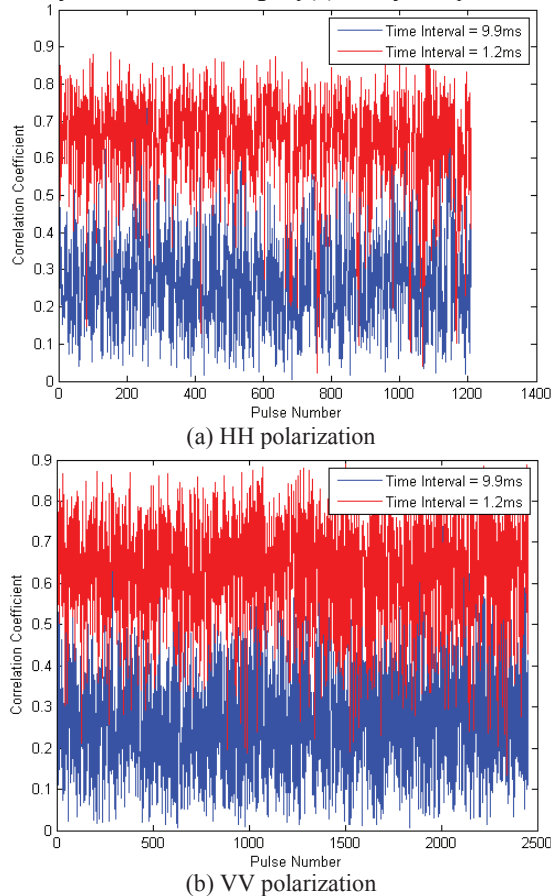 1
0.9
0.8
0.7
0.6
0.5
0.4
0.3
0.2
0.1
0
Correlation Coefficient
Time Interval = 9.9ms
Time Interval = 1.2ms
0 200 400 600 800 1000 1200 1400
Pulse Number
(a) HH polarization
0.9
0.8
0.7
0.6
0.5
0.4
0.3
0.2
0.1
0
Correlation Coefficient
Time Interval = 9.9ms
Time Interval = 1.2ms
0 500 1000 1500 2000 2500
Pulse Number
(b) VV polarization